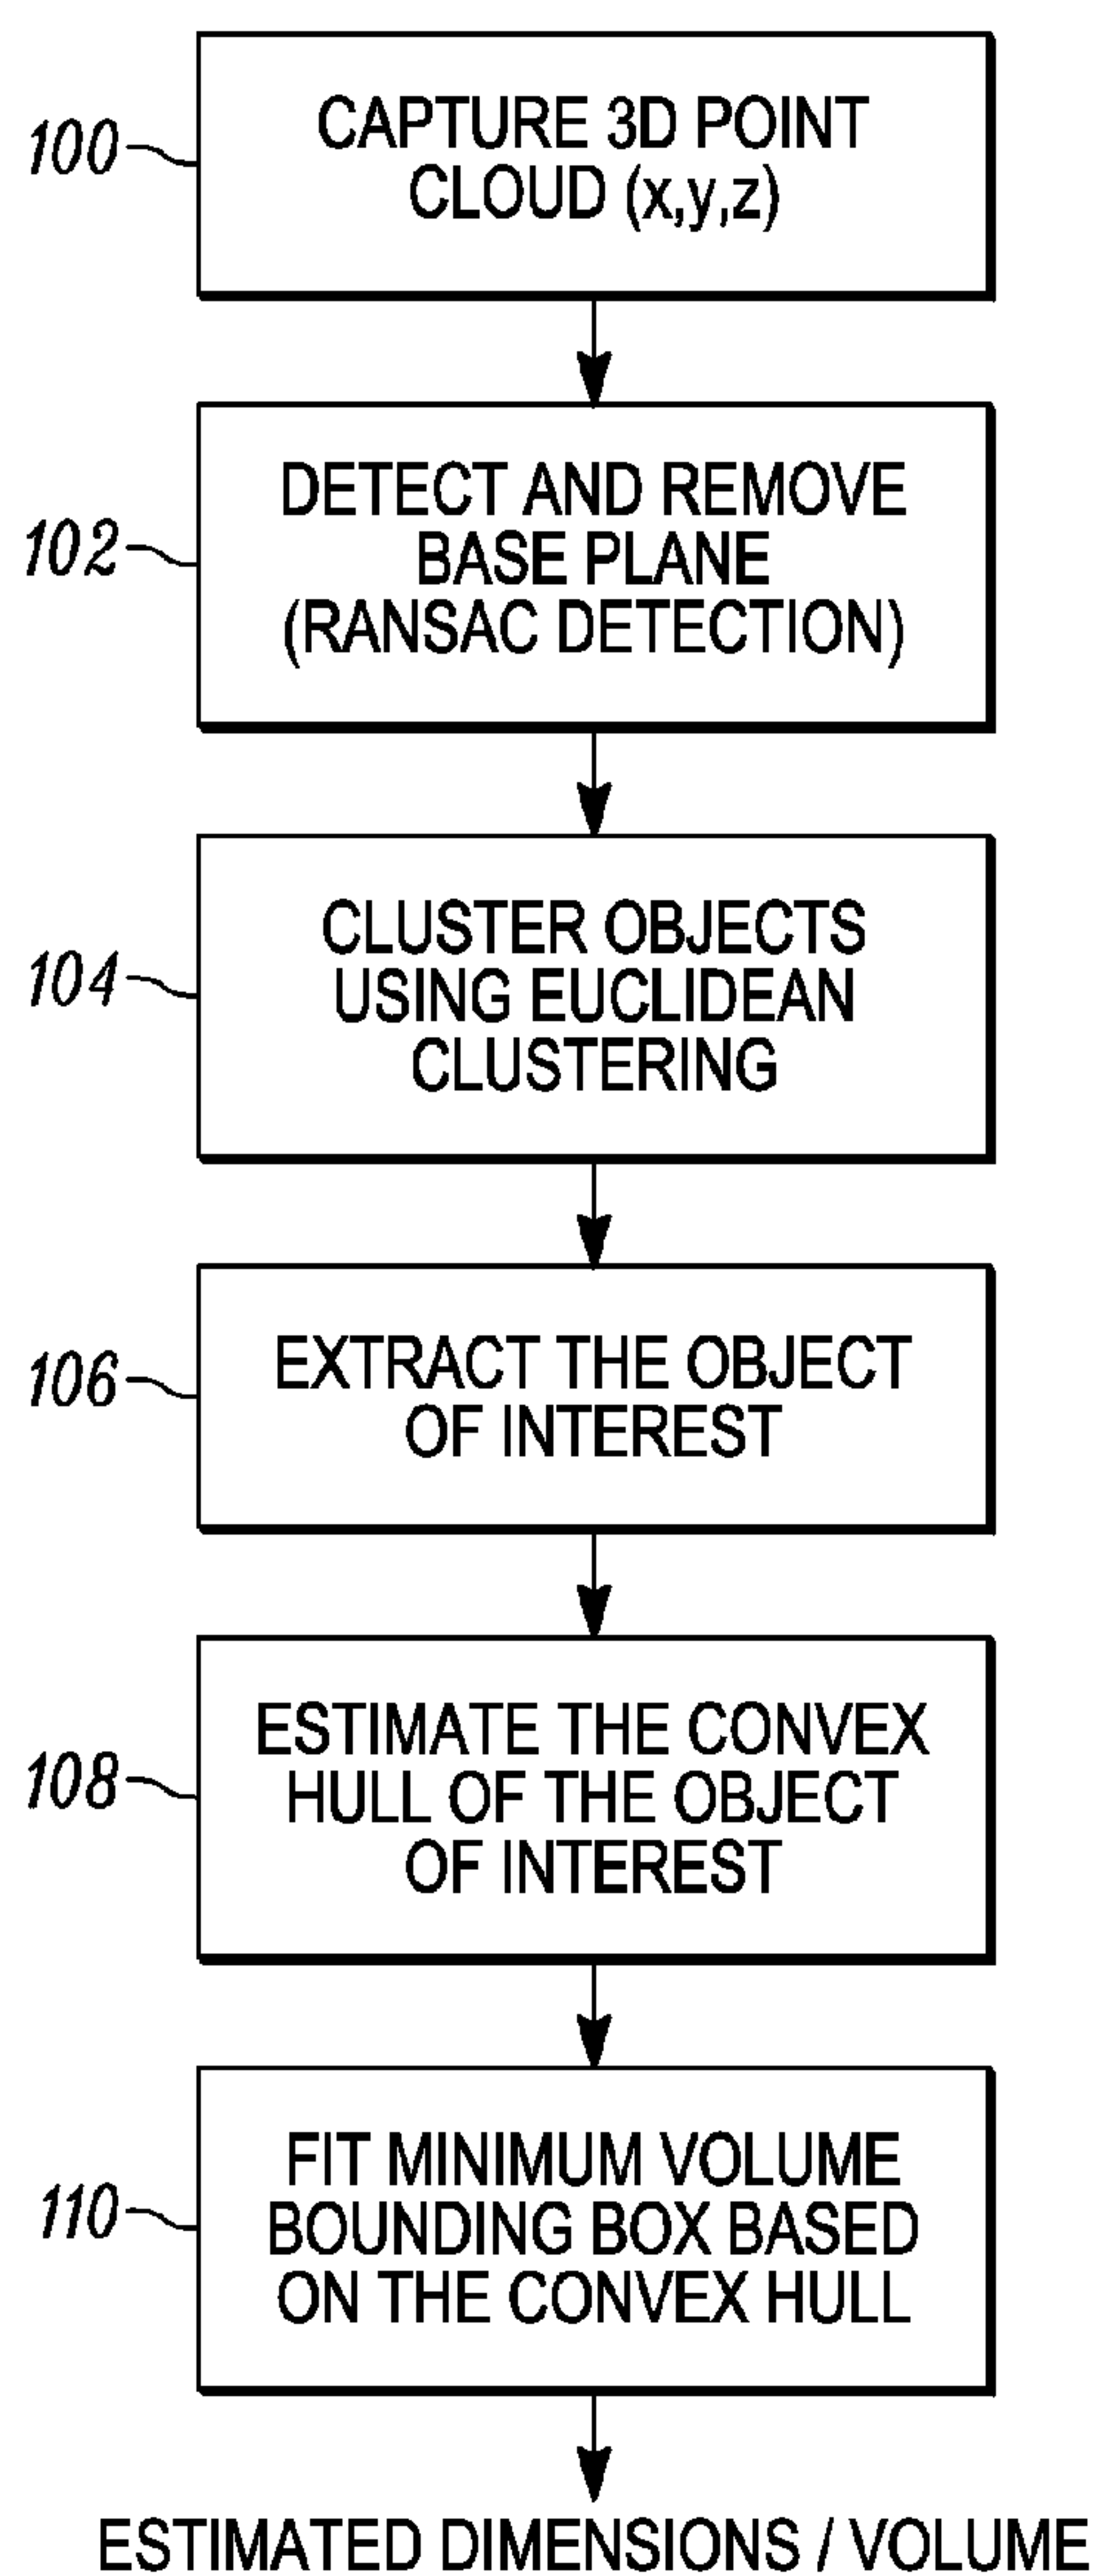 100
CAPTURE 3D POINT
CLOUD (x,y,z)
102
DETECT AND REMOVE
BASE PLANE
(RANSAC DETECTION)
104
CLUSTER OBJECTS
USING EUCLIDEAN
CLUSTERING
106
EXTRACT THE OBJECT
OF INTEREST
108
ESTIMATE THE CONVEX
HULL OF THE OBJECT
OF INTEREST
110
FIT MINIMUM VOLUME
BOUNDING BOX BASED
ON THE CONVEX HULL
ESTIMATED DIMENSIONS / VOLUME